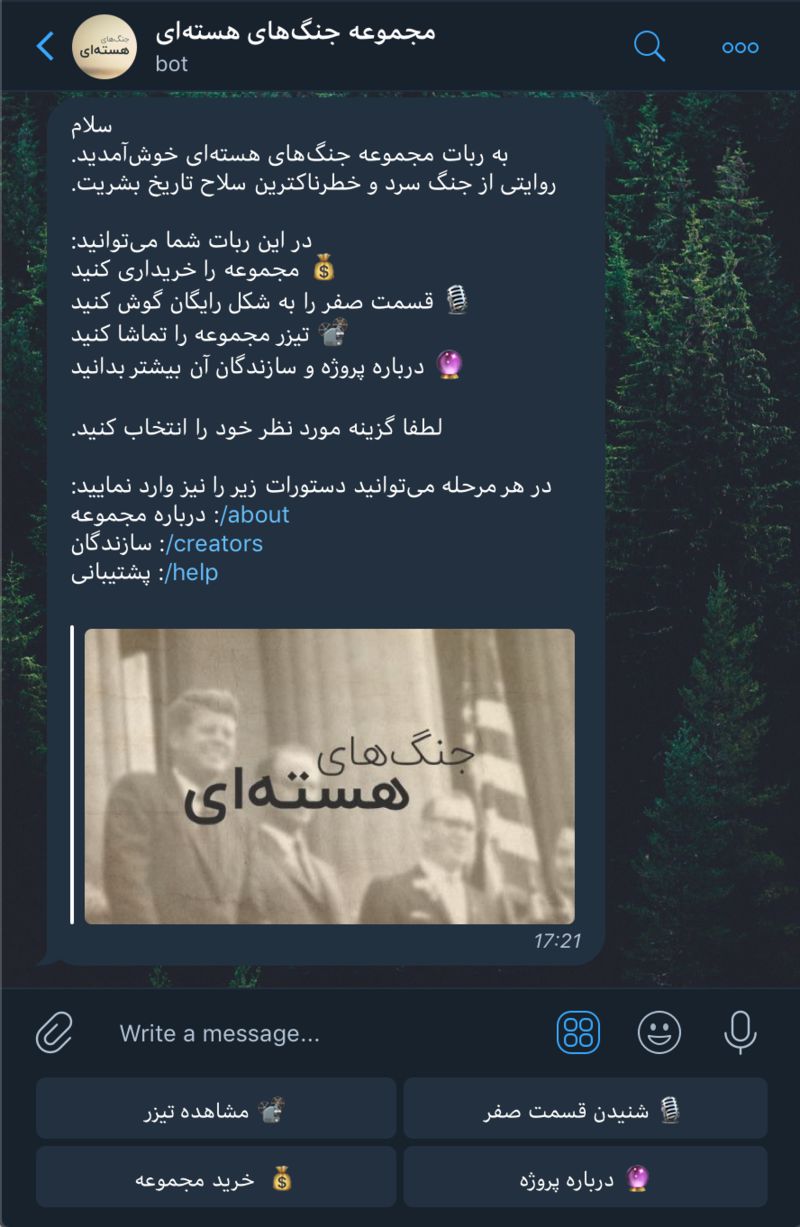 مجموعه جنگ‌های هسته‌ای
bot
جنگ‌های
هسته‌ای
سلام
به ربات مجموعه جنگ‌های هسته‌ای خوش‌آمدید.
روایتی از جنگ سرد و خطرناکترین سلاح تاریخ بشریت.
در این ربات شما می‌توانید:
💰 مجموعه را خریداری کنید
🎙 قسمت صفر را به شکل رایگان گوش کنید
📽 تیزر مجموعه را تماشا کنید
🔮 درباره پروژه و سازندگان آن بیشتر بدانید
لطفا گزینه مورد نظر خود را انتخاب کنید.
در هر مرحله می‌توانید دستورات زیر را نیز وارد نمایید:
/about: درباره مجموعه
/creators: سازندگان
/help: پشتیبانی
جنگ‌های
هسته‌ای
17:21
Write a message...
🎙 شنیدن قسمت صفر
📽 مشاهده تیزر
🔮 درباره پروژه
💰 خرید مجموعه